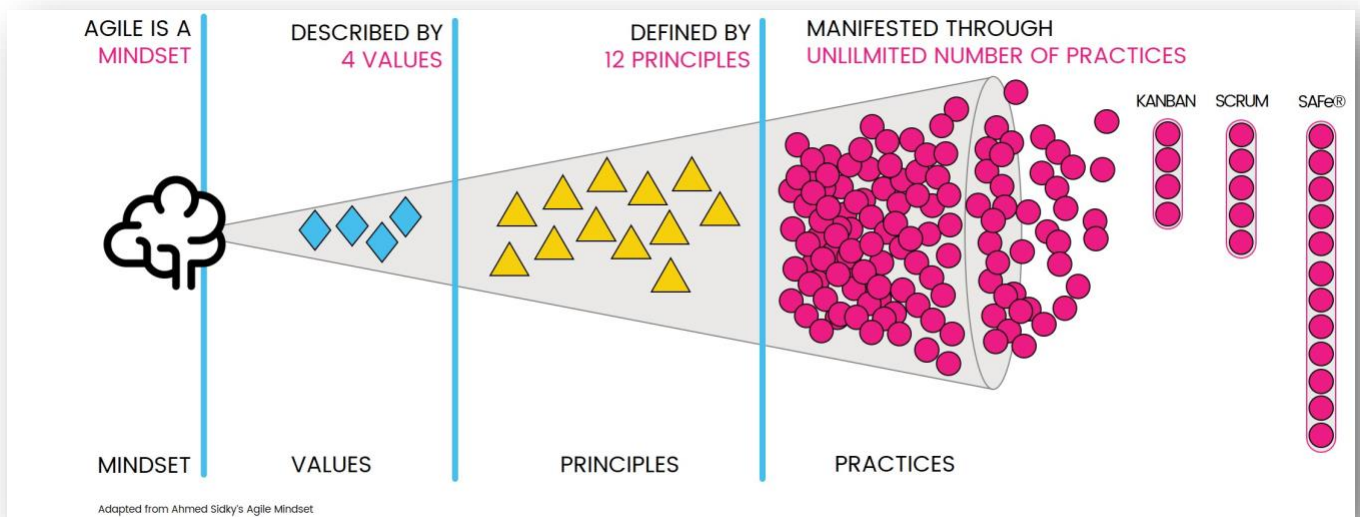 AGILE IS A
MINDSET
DESCRIBED BY
4 VALUES
DEFINED BY
12 PRINCIPLES
MANIFESTED THROUGH
UNLILMITED NUMBER OF PRACTICES
KANBAN
SCRUM
SAFe®
MINDSET
VALUES
PRINCIPLES
PRACTICES
Adapted from Ahmed Sidky's Agile Mindset